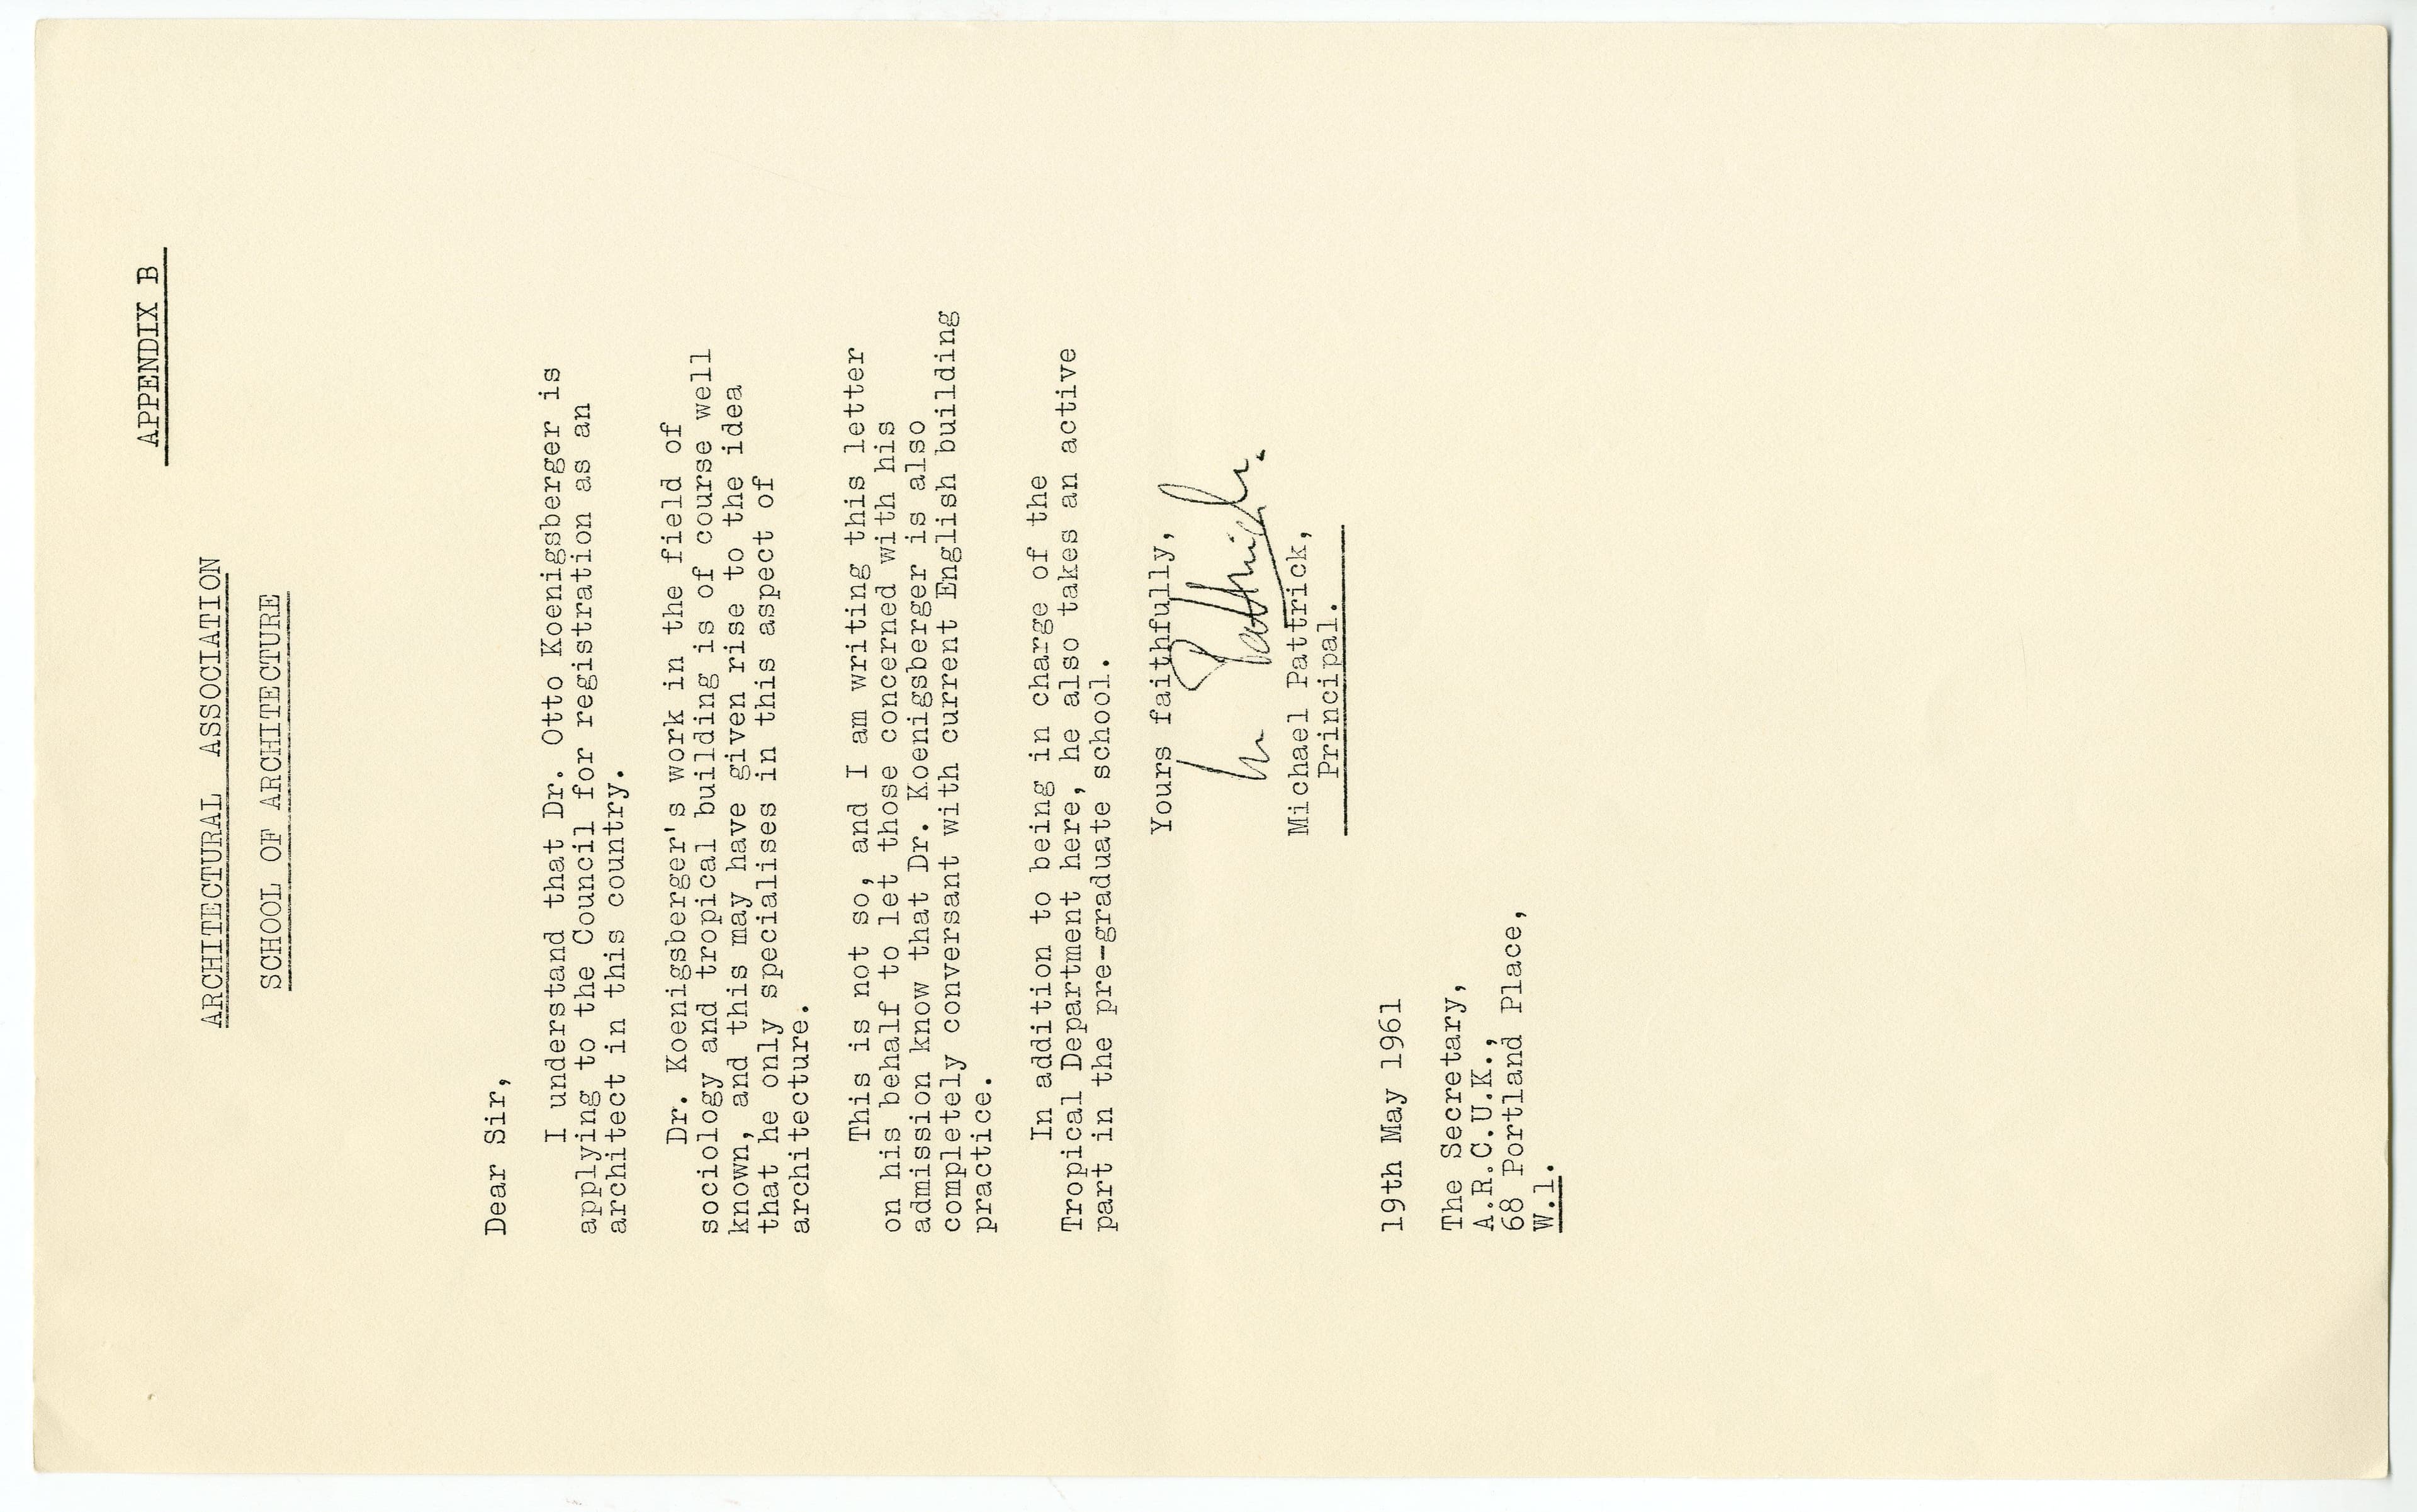 APPENDIX B
ARCHITECTURAL ASSOCIATION
SCHOOL OF ARCHITECTURE
Dear Sir,
I understand that Dr. Otto Koenigsberger is
applying to the Council for registration as an
architect in this country.
Dr. Koenigsberger's work in the field of
sociology and tropical building is of course well
known, and this may have given rise to the idea
that he only specialises in this aspect of
architecture.
This is not so, and I am writing this letter
on his behalf to let those concerned with his
admission know that Dr. Koenigsberger is also
completely conversant with current English building
practice.
In addition to being in charge of the
Tropical Department here, he also takes an active
part in the pre-graduate school.
Yours faithfully,
M Pattrick.
Michael Pattrick,
Principal.
19th May 1961
The Secretary,
A.R.C.U.K.,
68 Portland Place,
W.1.